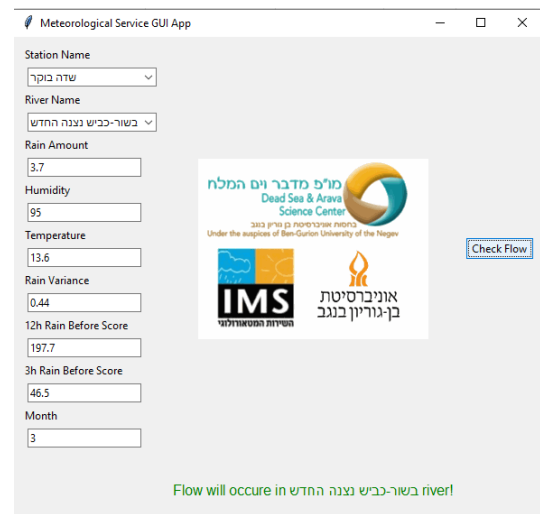 Meteorological Service GUI App
Station Name
שדה בוקר
River Name
בשור-כביש נצנה החדש
Rain Amount
3.7
Humidity
95
Temperature
13.6
Rain Variance
0.44
12h Rain Before Score
197.7
3h Rain Before Score
46.5
Month
3
מו"פ מדבר וים המלח
Dead Sea & Arava
Science Center
בחסות אוניברסיטת בן גוריון בנגב
Under the auspices of Ben-Gurion University of the Negev
IMS
השירות המטאורולוגי
אוניברסיטת
בן-גוריון בנגב
Check Flow
Flow will occure in בשור-כביש נצנה החדש river!